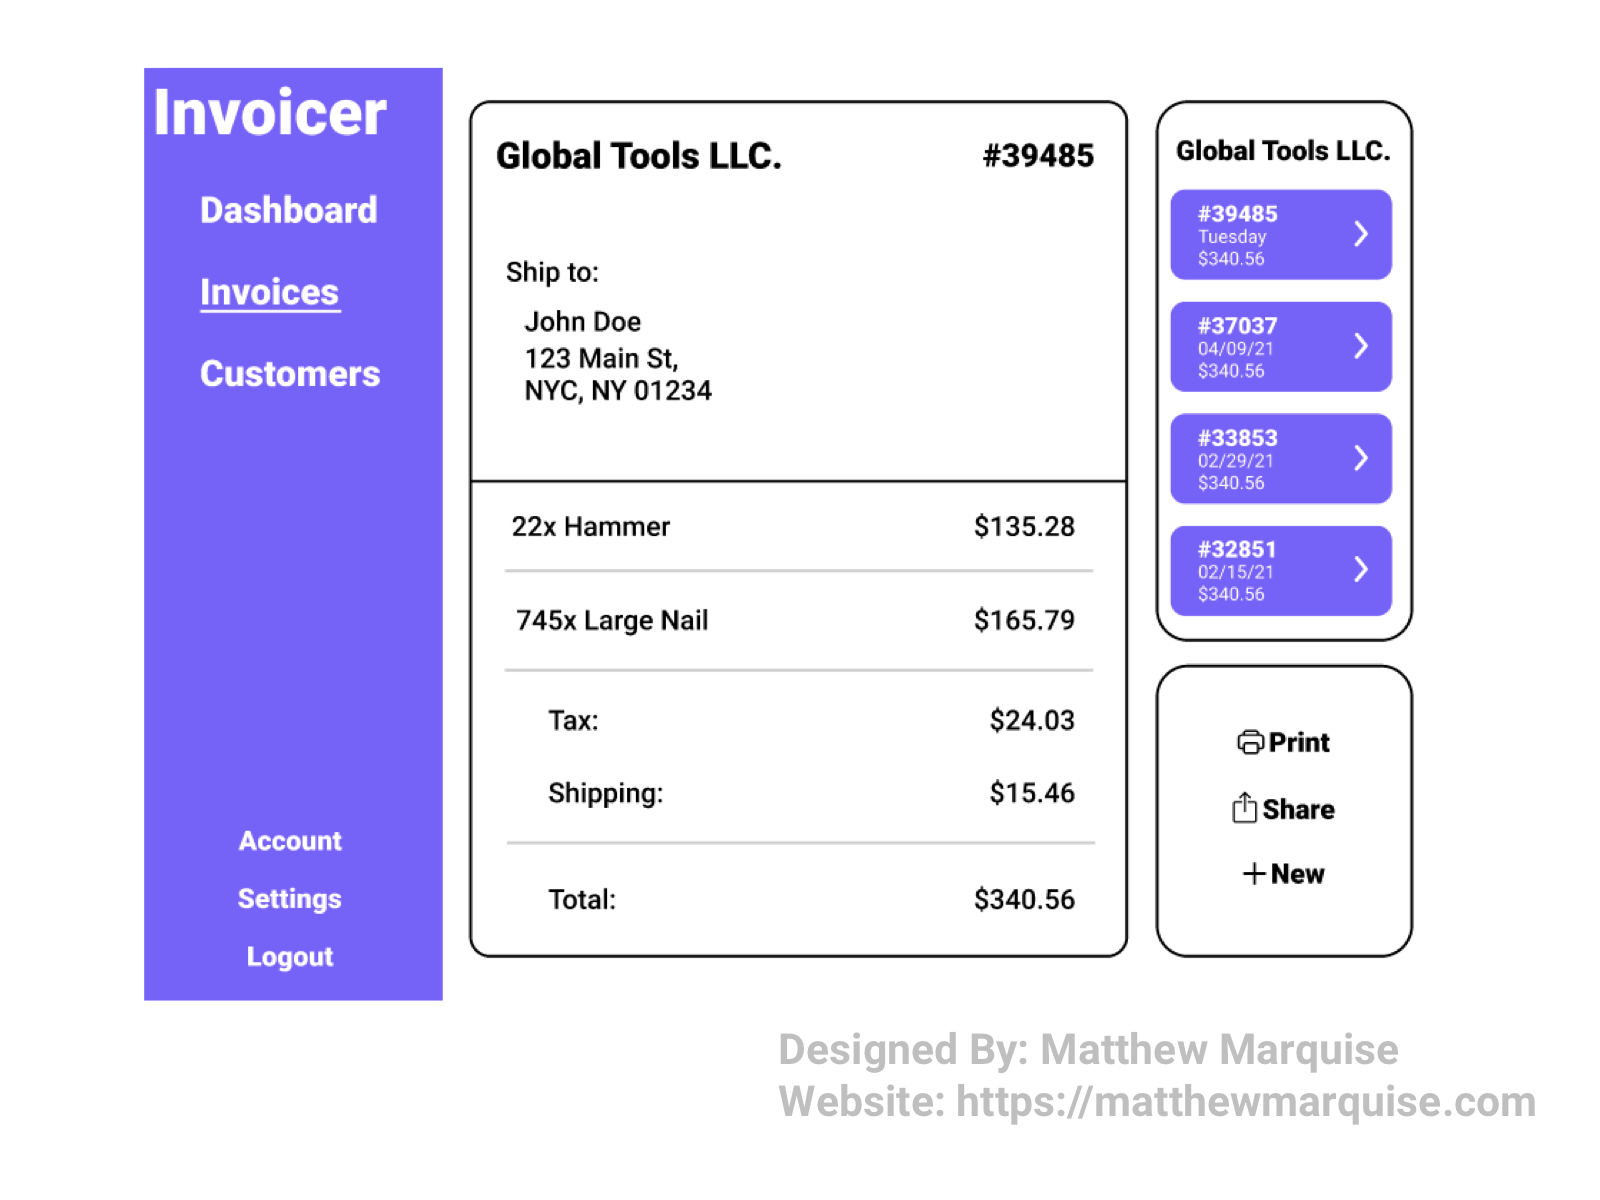 Invoicer
Dashboard
Invoices
Customers
Account
Settings
Logout
Global Tools LLC. #39485
Ship to:
John Doe
123 Main St,
NYC, NY 01234
22x Hammer $135.28
745x Large Nail $165.79
Tax: $24.03
Shipping: $15.46
Total: $340.56
Global Tools LLC.
#39485
Tuesday
$340.56
#37037
04/09/21
$340.56
#33853
02/29/21
$340.56
#32851
02/15/21
$340.56
Print
Share
New
Designed By: Matthew Marquise
Website: https://matthewmarquise.com